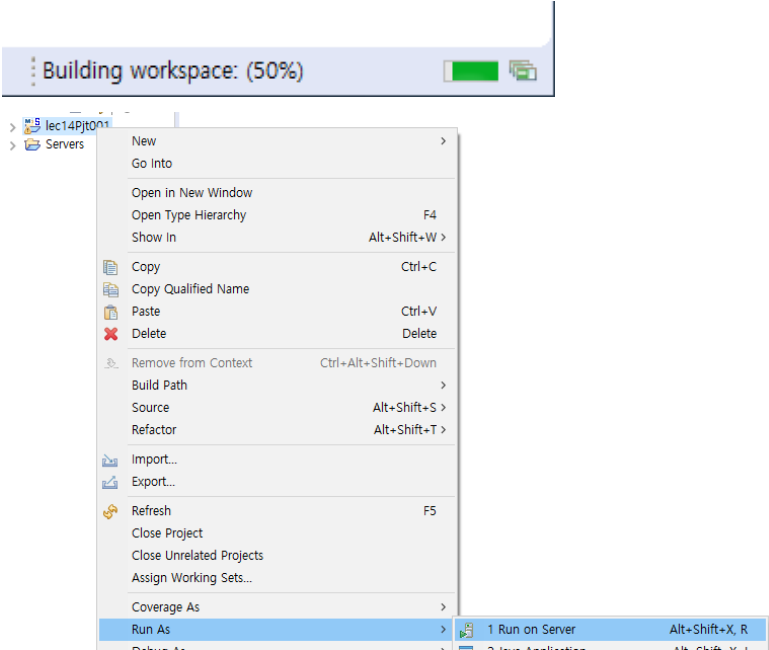 Building workspace: (50%)
lec14Pjt001
Servers
New
Go Into
Open in New Window
Open Type Hierarchy F4
Show In Alt+Shift+W >
Copy Ctrl+C
Copy Qualified Name
Paste Ctrl+V
Delete Delete
Remove from Context Ctrl+Alt+Shift+Down
Build Path >
Source Alt+Shift+S >
Refactor Alt+Shift+T >
Import...
Export...
Refresh F5
Close Project
Close Unrelated Projects
Assign Working Sets...
Coverage As >
Run As >
1 Run on Server Alt+Shift+X, R